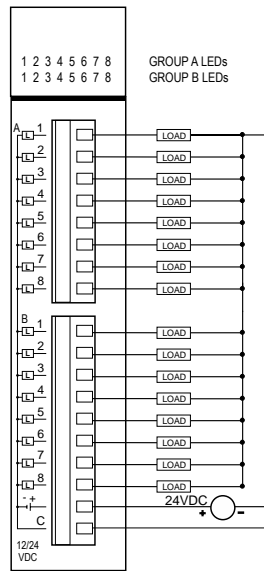 1 2 3 4 5 6 7 8 GROUP A LEDs
1 2 3 4 5 6 7 8 GROUP B LEDs
A L 1 LOAD
L 2 LOAD
L 3 LOAD
L 4 LOAD
L 5 LOAD
L 6 LOAD
L 7 LOAD
L 8 LOAD
B L 1 LOAD
L 2 LOAD
L 3 LOAD
L 4 LOAD
L 5 LOAD
L 6 LOAD
L 7 LOAD
L 8 LOAD
- + 24VDC
+ -
C
12/24
VDC